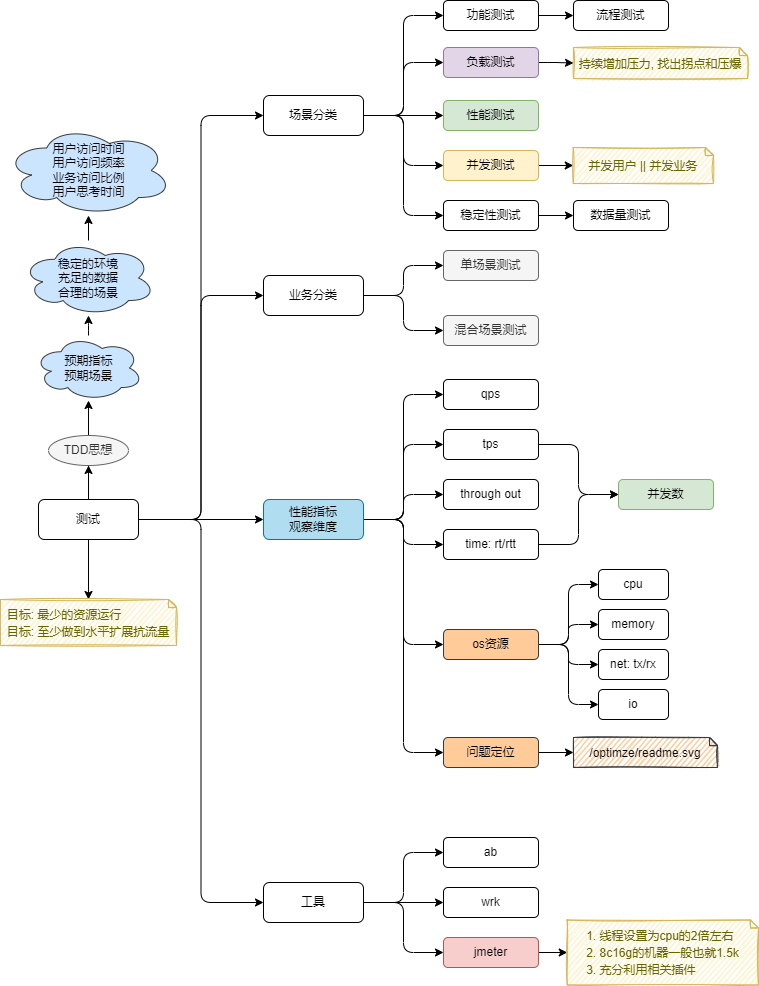 功能测试
流程测试
负载测试
持续增加压力, 找出拐点和压爆
场景分类
性能测试
并发测试
并发用户 || 并发业务
稳定性测试
数据量测试
用户访问时间
用户访问频率
业务访问比例
用户思考时间
稳定的环境
充足的数据
合理的场景
预期指标
预期场景
TDD思想
测试
目标: 最少的资源运行
目标: 至少做到水平扩展抗流量
业务分类
单场景测试
混合场景测试
性能指标
观察维度
qps
tps
through out
time: rt/rtt
并发数
os资源
cpu
memory
net: tx/rx
io
问题定位
/optimze/readme.svg
工具
ab
wrk
jmeter
1. 线程设置为cpu的2倍左右
2. 8c16g的机器一般也就1.5k
3. 充分利用相关插件